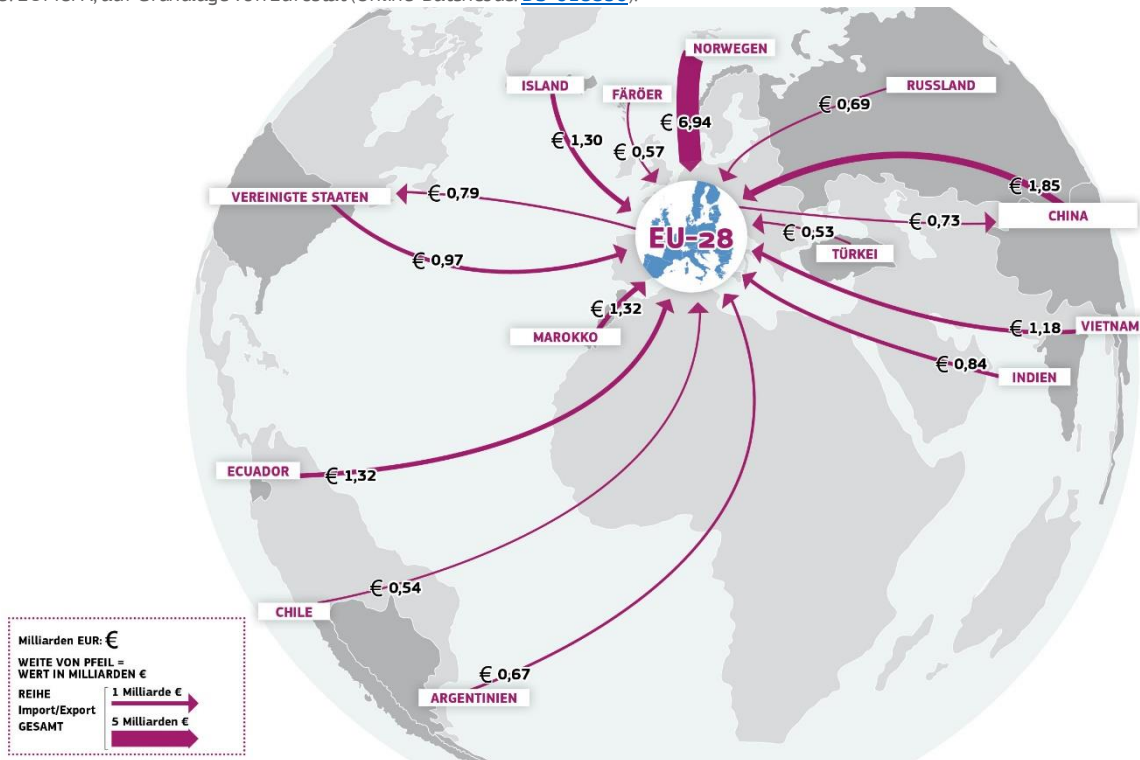 NORWEGEN
ISLAND
FÄRÖER
RUSSLAND
€ 0,69
€ 6,94
€ 1,30
€ 0,57
€ 1,85
VEREINIGTE STAATEN
€ 0,79
CHINA
€ 0,73
EU-28
€ 0,53
TÜRKEI
€ 0,97
€ 1,32
MAROKKO
€ 1,18
VIETNAM
€ 0,84
INDIEN
ECUADOR
€ 1,32
€ 0,54
CHILE
€ 0,67
ARGENTINIEN
Milliarden EUR: €
WEITE VON PFEIL =
WERT IN MILLIARDEN €
REIHE
Import/Export
GESAMT
1 Milliarde €
5 Milliarden €